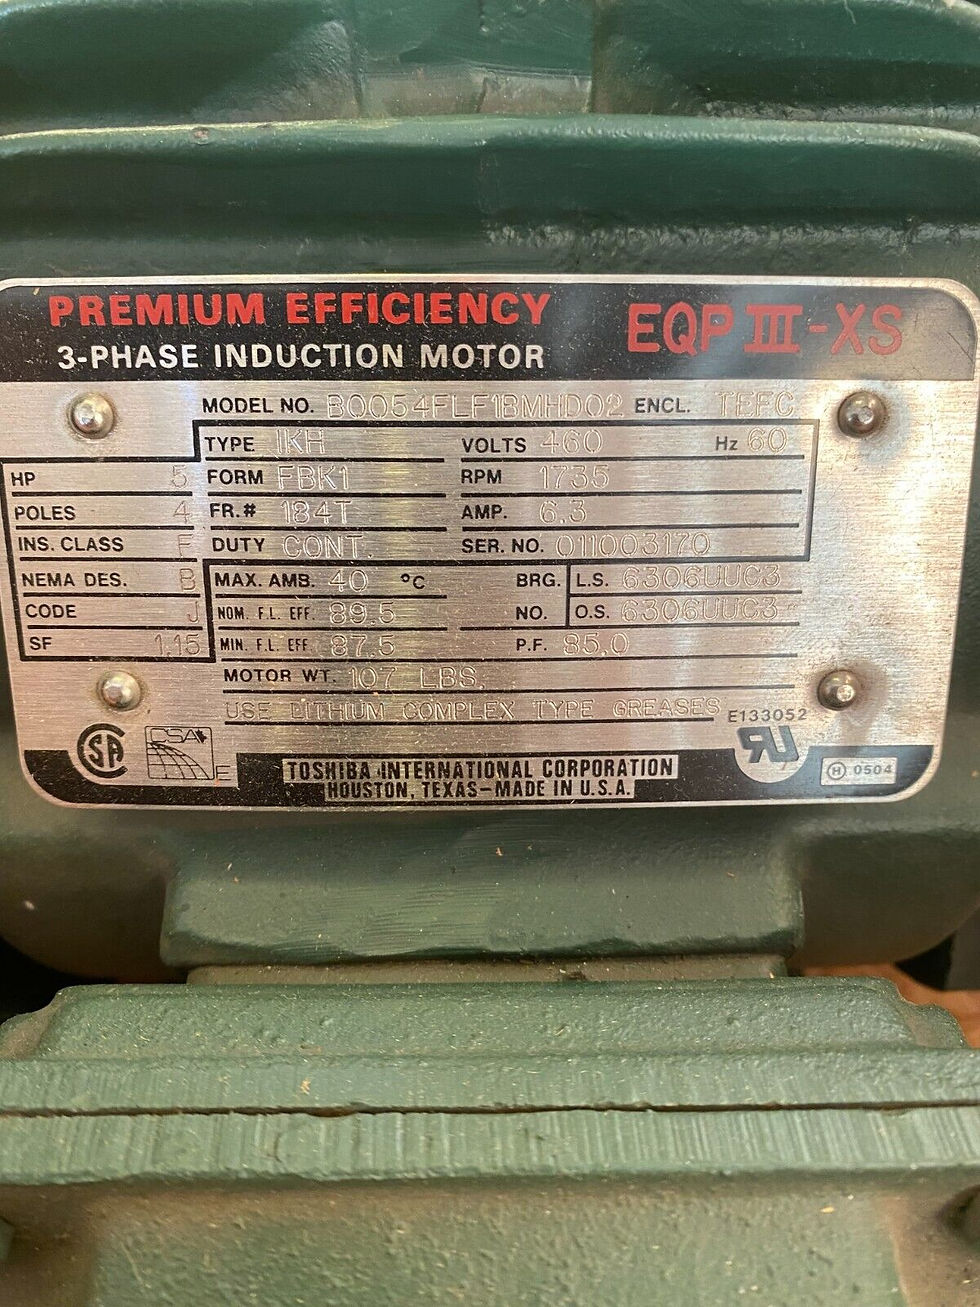 PREMIUM EFFICIENCY
3-PHASE INDUCTION MOTOR
EQP III-XS
MODEL NO. B0054FLF1BMHD02 ENCL. TEFC
TYPE IKH VOLTS 460 Hz 60
HP 5 FORM FBK1 RPM 1735
POLES 4 FR.# 184T AMP. 6.3
INS. CLASS F DUTY CONT. SER. NO. 011003170
NEMA DES. B MAX. AMB. 40 °C BRG. L.S. 6306UUC3
CODE J NOM. F.L. EFF. 89.5 NO. O.S. 6306UUC3
SF 1.15 MIN. F.L. EFF. 87.5 P.F. 85.0
MOTOR WT. 107 LBS.
USE LITHIUM COMPLEX TYPE GREASES
E133052
SA
CSA
E
UR
TOSHIBA INTERNATIONAL CORPORATION
HOUSTON, TEXAS-MADE IN U.S.A.
H 0504